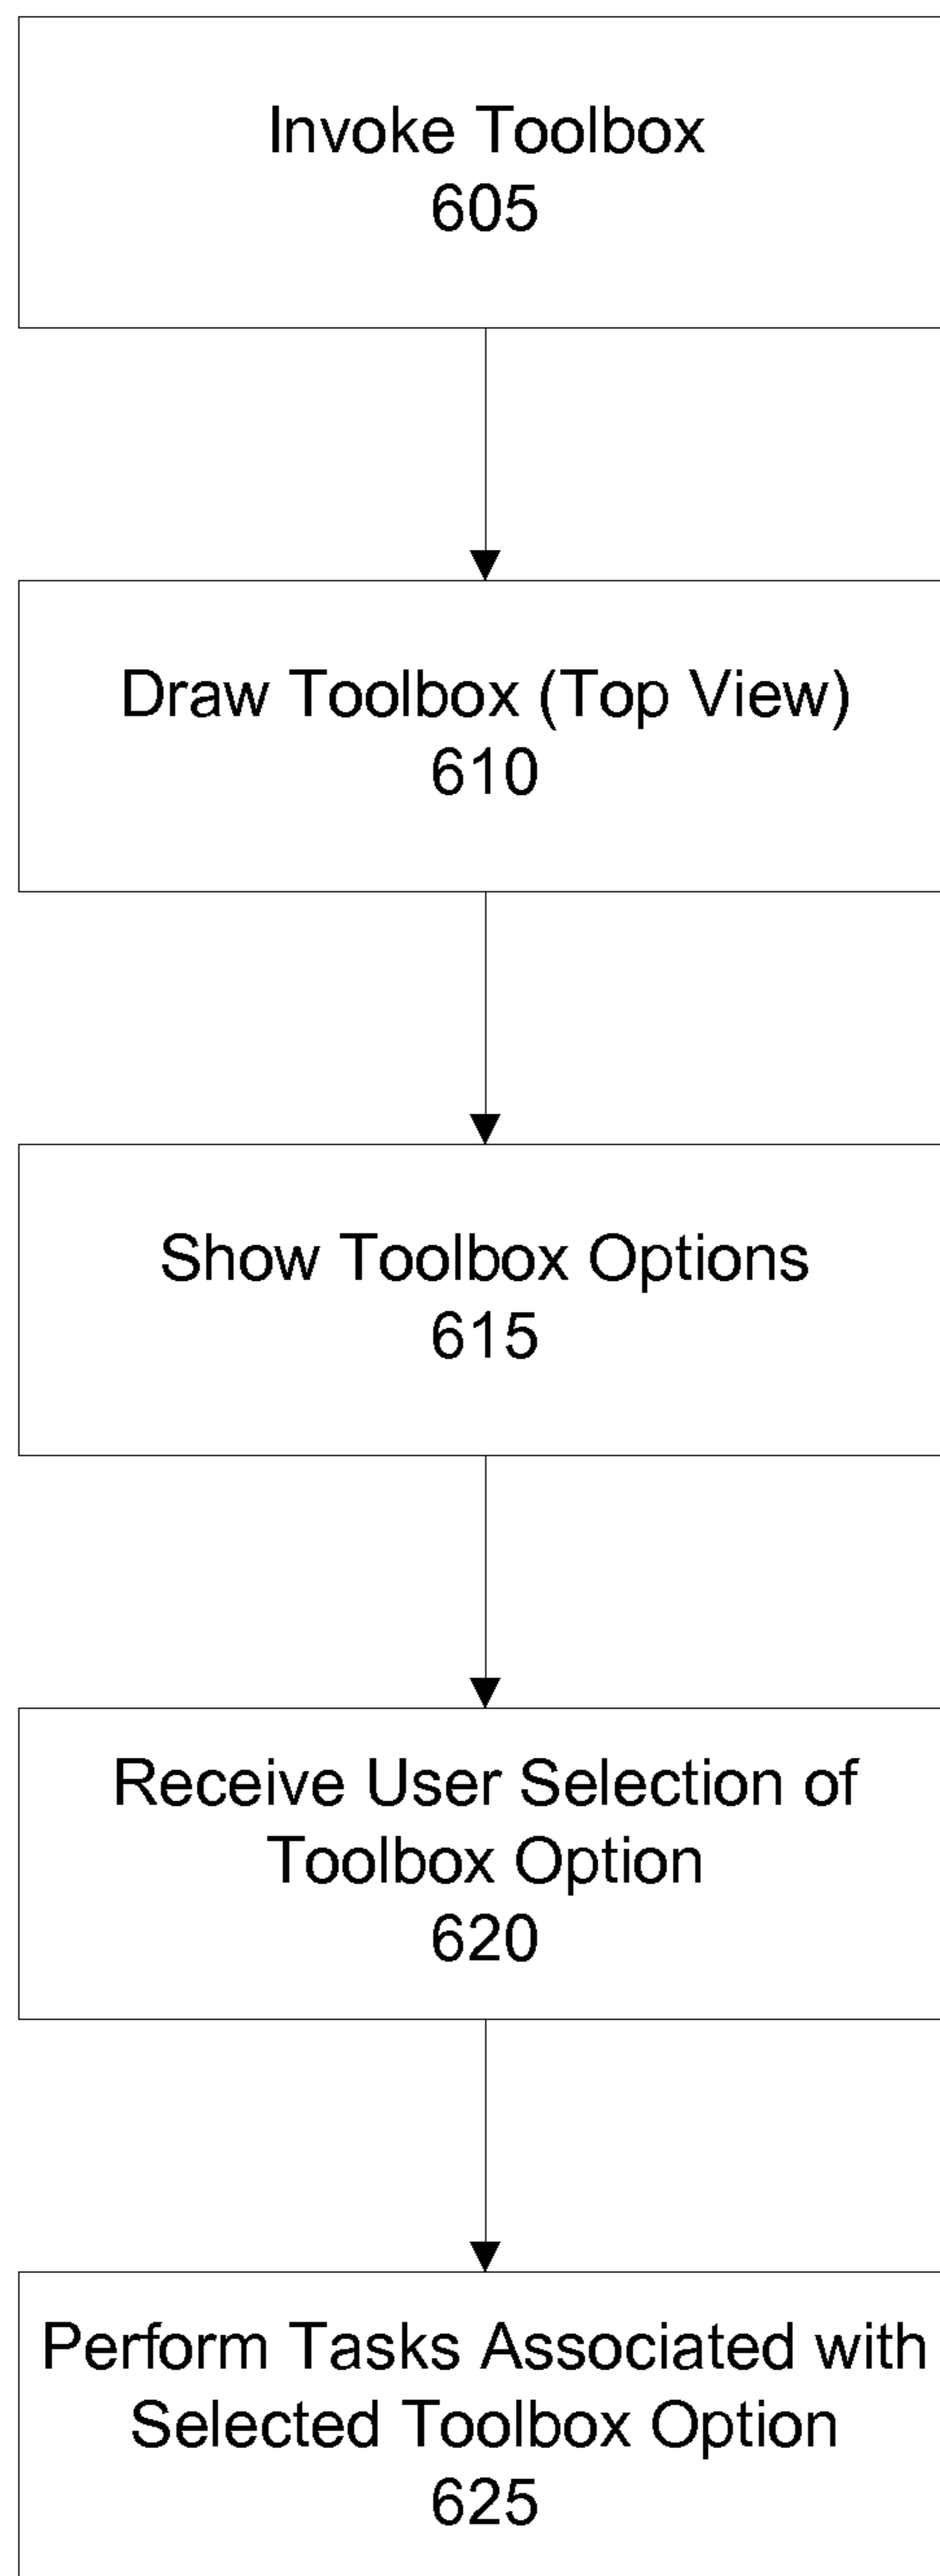 Invoke Toolbox
605
Draw Toolbox (Top View)
610
Show Toolbox Options
615
Receive User Selection of
Toolbox Option
620
Perform Tasks Associated with
Selected Toolbox Option
625